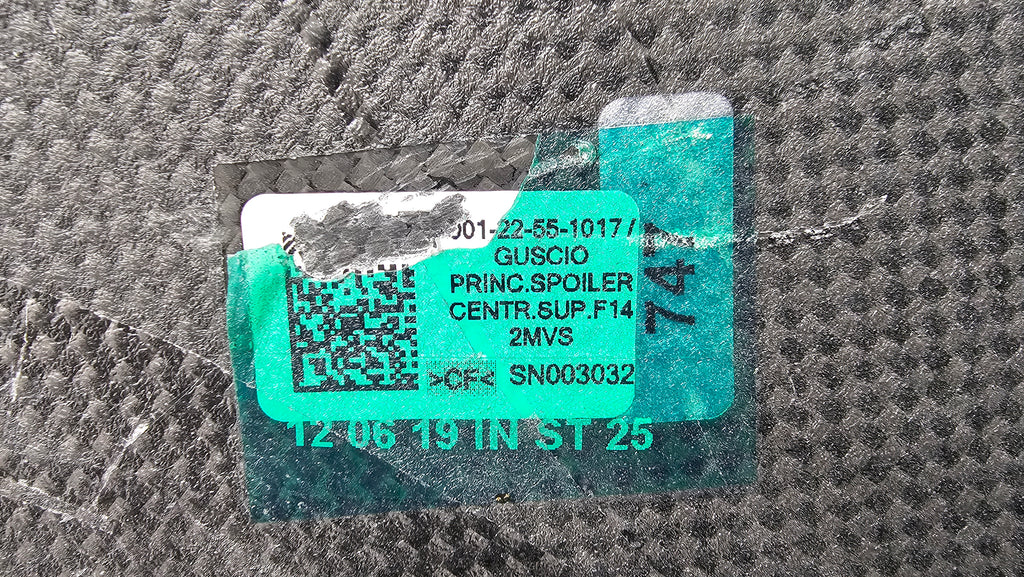 001-22-55-1017 /
GUSCIO
PRINC.SPOILER
CENTR.SUP.F14
2MVS
>CF< SN003032
12 06 19 IN ST 25
747